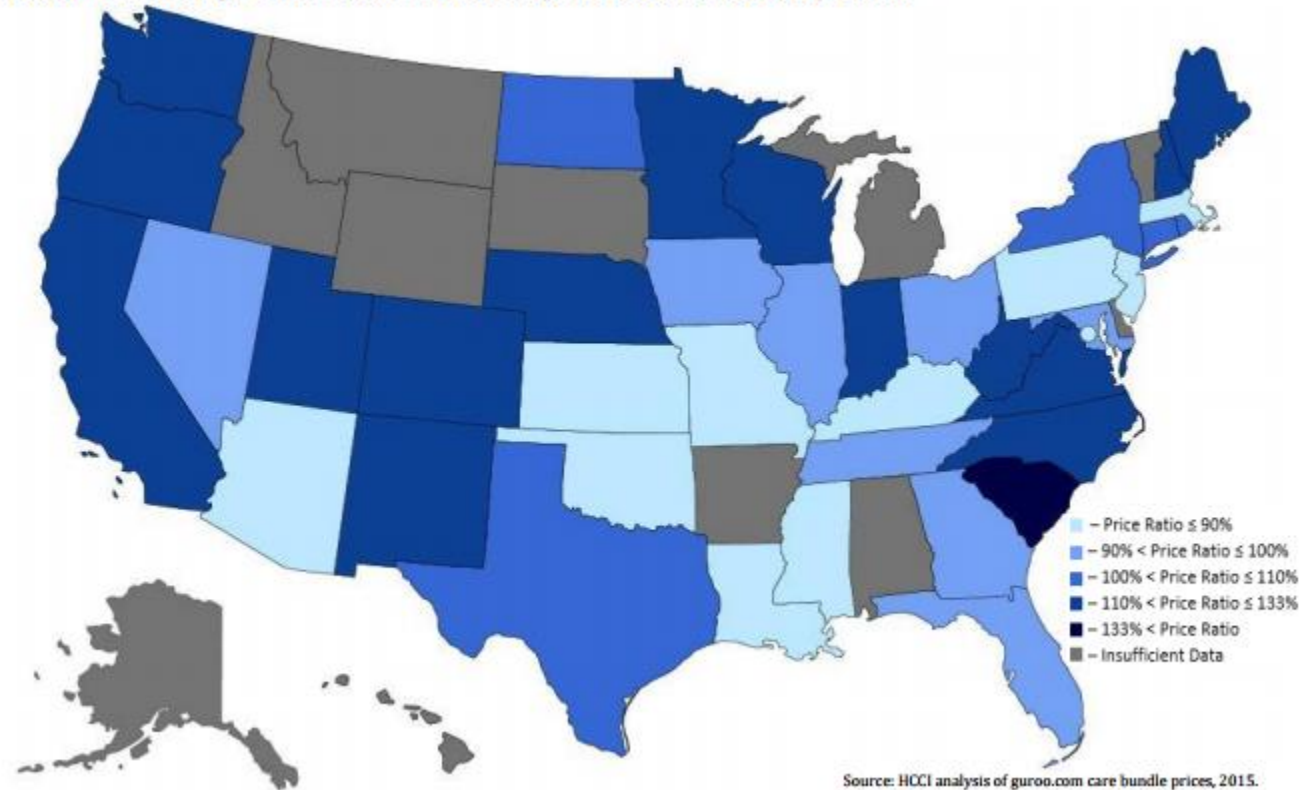 – Price Ratio ≤ 90%
– 90% < Price Ratio ≤ 100%
– 100% < Price Ratio ≤ 110%
– 110% < Price Ratio ≤ 133%
– 133% < Price Ratio
– Insufficient Data
Source: HCCI analysis of guroo.com care bundle prices, 2015.